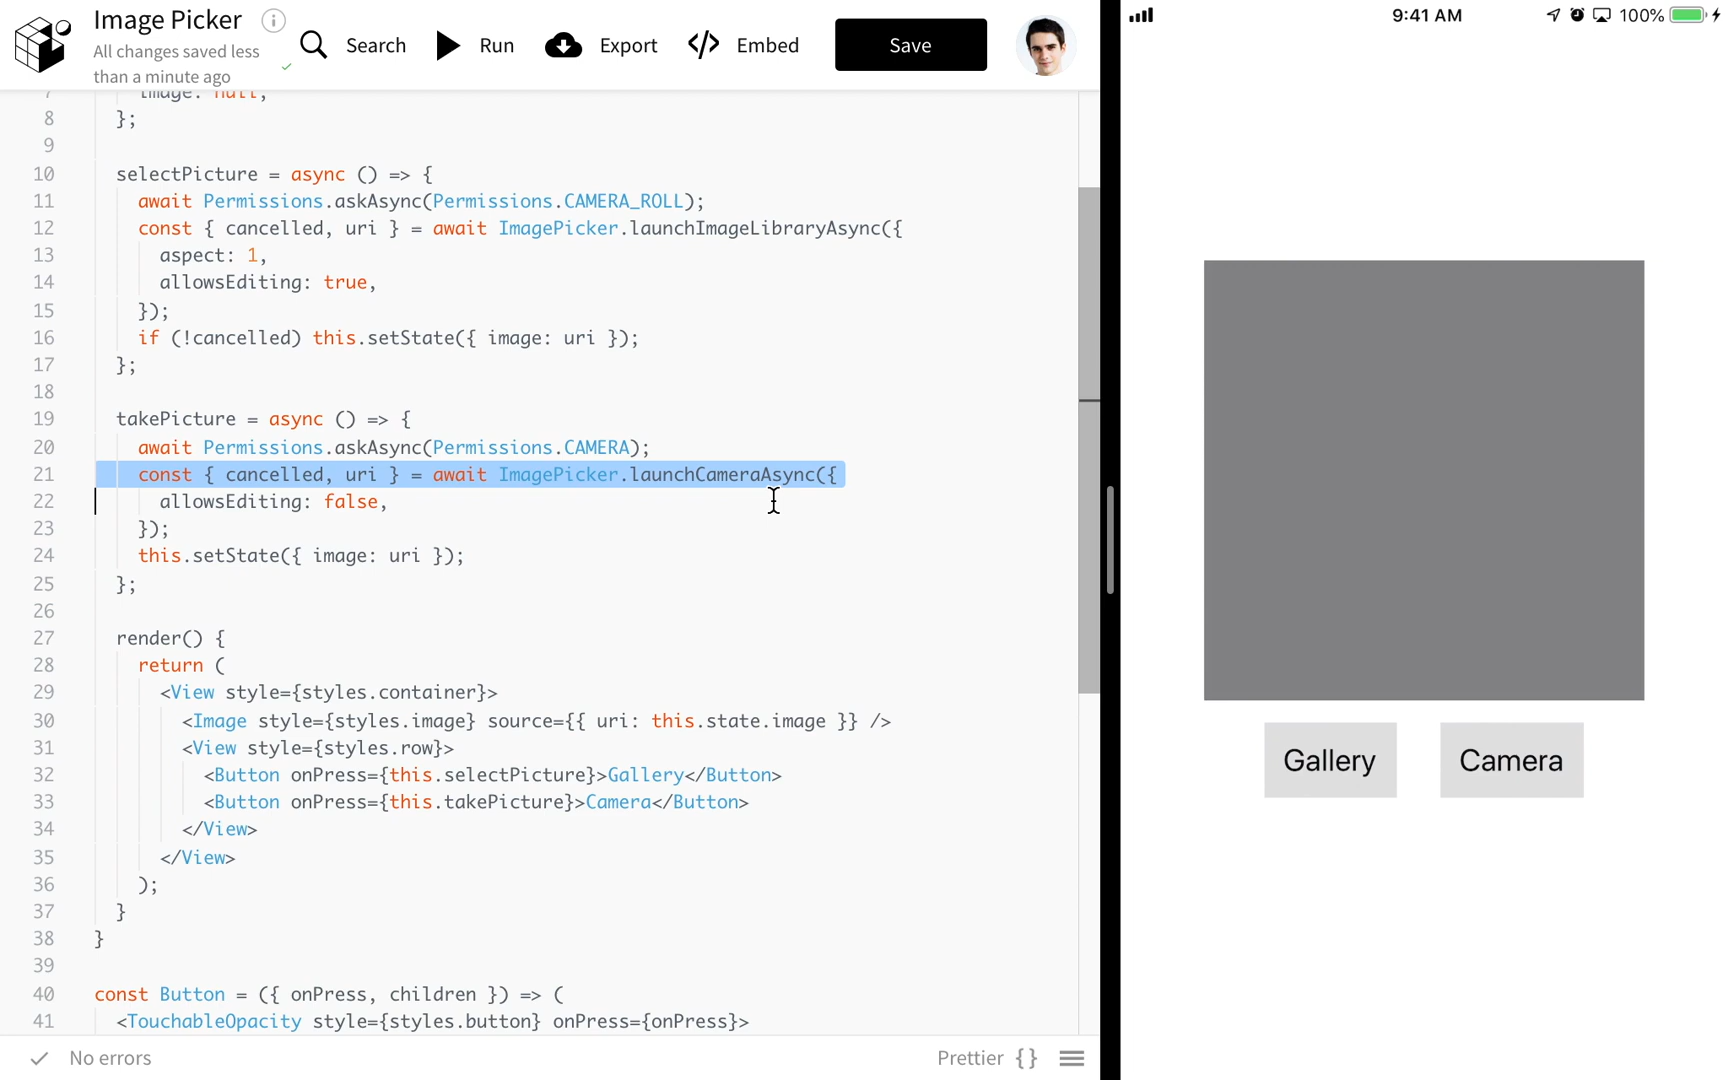 Image Picker
All changes saved less
than a minute ago
Search
Run
Export
Embed
Save
7 image: null,
8 };
9
10 selectPicture = async () => {
11 await Permissions.askAsync(Permissions.CAMERA_ROLL);
12 const { cancelled, uri } = await ImagePicker.launchImageLibraryAsync({
13 aspect: 1,
14 allowsEditing: true,
15 });
16 if (!cancelled) this.setState({ image: uri });
17 };
18
19 takePicture = async () => {
20 await Permissions.askAsync(Permissions.CAMERA);
21 const { cancelled, uri } = await ImagePicker.launchCameraAsync({
22 allowsEditing: false,
23 });
24 this.setState({ image: uri });
25 };
26
27 render() {
28 return (
29 <View style={styles.container}>
30 <Image style={styles.image} source={{ uri: this.state.image }} />
31 <View style={styles.row}>
32 <Button onPress={this.selectPicture}>Gallery</Button>
33 <Button onPress={this.takePicture}>Camera</Button>
34 </View>
35 </View>
36 );
37 }
38 }
39
40 const Button = ({ onPress, children }) => (
41 <TouchableOpacity style={styles.button} onPress={onPress}>
No errors
Prettier {}
9:41 AM
100%
Gallery
Camera